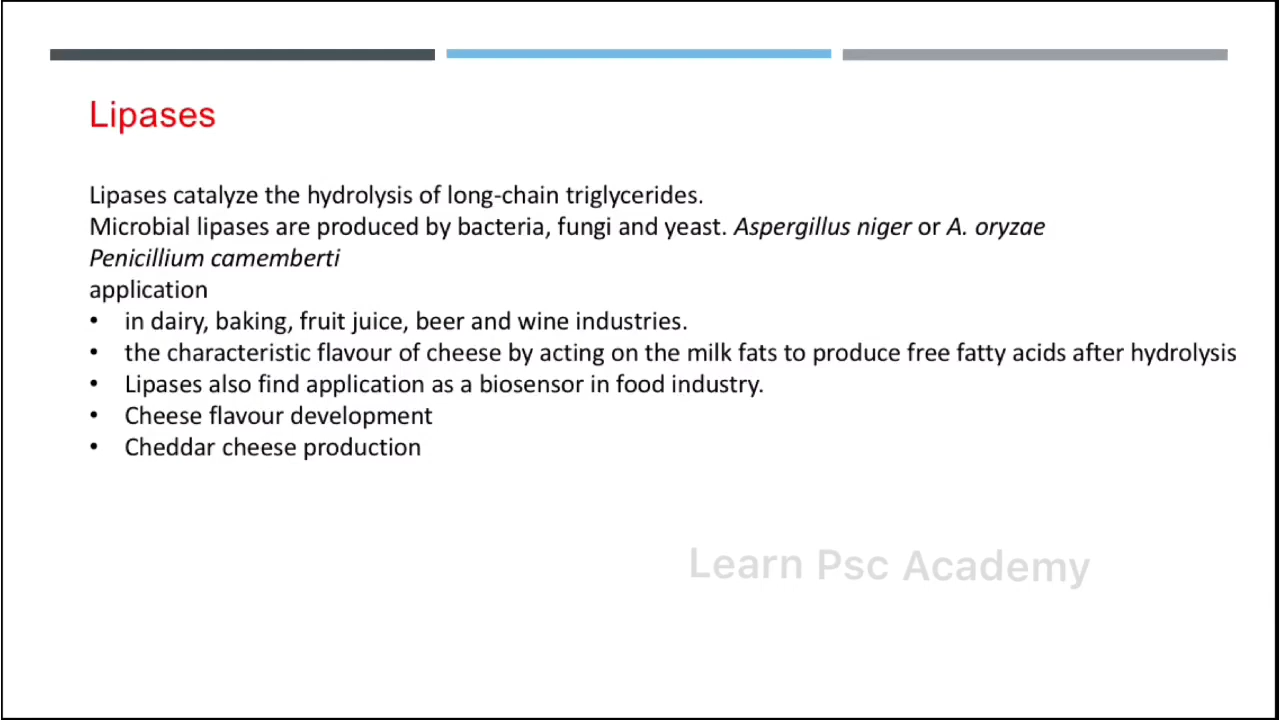 Lipases
Lipases catalyze the hydrolysis of long-chain triglycerides.
Microbial lipases are produced by bacteria, fungi and yeast. Aspergillus niger or A. oryzae
Penicillium camemberti
application
• in dairy, baking, fruit juice, beer and wine industries.
• the characteristic flavour of cheese by acting on the milk fats to produce free fatty acids after hydrolysis
• Lipases also find application as a biosensor in food industry.
• Cheese flavour development
• Cheddar cheese production
Learn Psc Academy